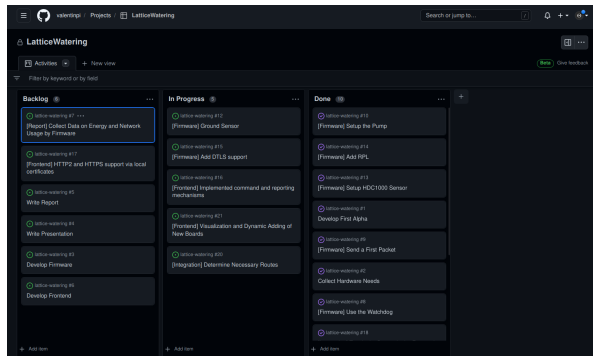 valentinpi / Projects / LatticeWatering
Search or jump to... /
LatticeWatering
Activities
+ New view
Beta Give feedback
Filter by keyword or by field
Backlog 6
lattice-watering #7
[Report] Collect Data on Energy and Network
Usage by Firmware
lattice-watering #17
[Frontend] HTTP2 and HTTPS support via local
certificates
lattice-watering #5
Write Report
lattice-watering #4
Write Presentation
lattice-watering #3
Develop Firmware
lattice-watering #6
Develop Frontend
+ Add item
In Progress 5
lattice-watering #12
[Firmware] Ground Sensor
lattice-watering #15
[Firmware] Add DTLS support
lattice-watering #16
[Frontend] Implemented command and reporting
mechanisms
lattice-watering #21
[Frontend] Visualization and Dynamic Adding of
New Boards
lattice-watering #20
[Integration] Determine Necessary Routes
+ Add item
Done 10
lattice-watering #10
[Firmware] Setup the Pump
lattice-watering #14
[Firmware] Add RPL
lattice-watering #13
[Firmware] Setup HDC1000 Sensor
lattice-watering #1
Develop First Alpha
lattice-watering #9
[Firmware] Send a First Packet
lattice-watering #2
Collect Hardware Needs
lattice-watering #8
[Firmware] Use the Watchdog
lattice-watering #18
+ Add item